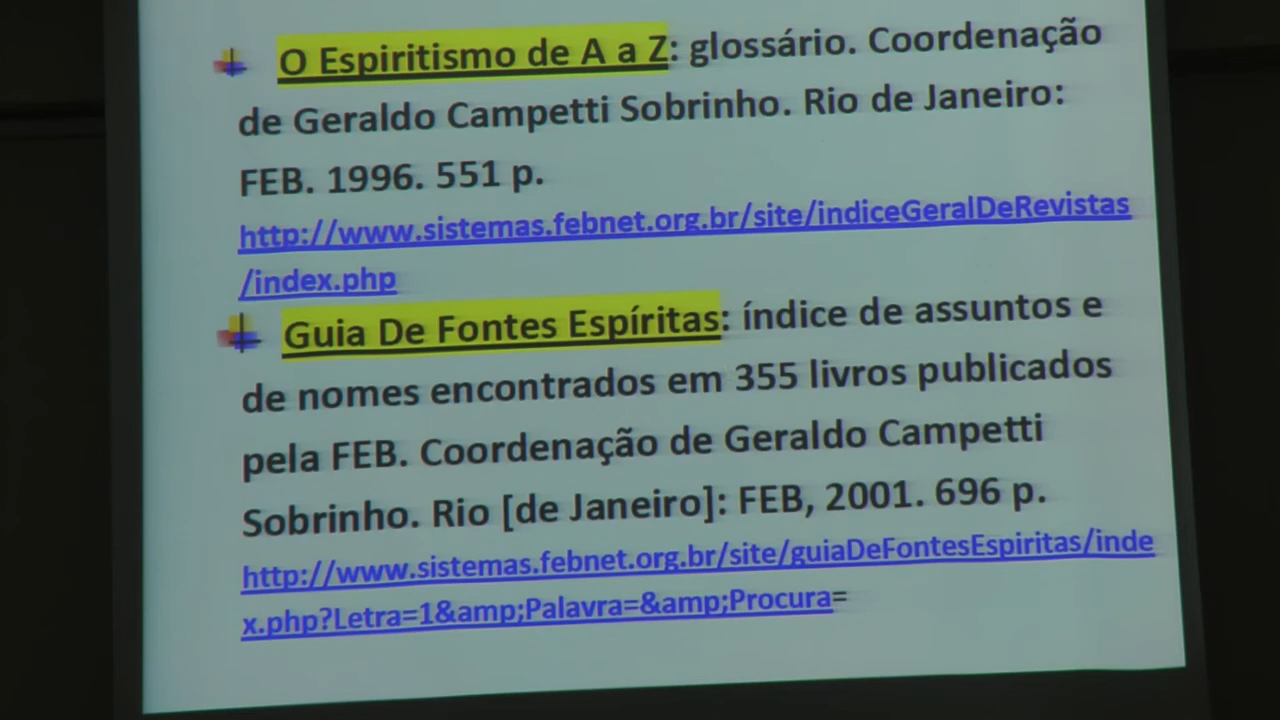 O Espiritismo de A a Z: glossário. Coordenação
de Geraldo Campetti Sobrinho. Rio de Janeiro:
FEB. 1996. 551 p.
http://www.sistemas.febnet.org.br/site/indiceGeralDeRevistas
/index.php
Guia De Fontes Espíritas: índice de assuntos e
de nomes encontrados em 355 livros publicados
pela FEB. Coordenação de Geraldo Campetti
Sobrinho. Rio [de Janeiro]: FEB, 2001. 696 p.
http://www.sistemas.febnet.org.br/site/guiaDeFontesEspiritas/inde
x.php?Letra=1&amp;Palavra=&amp;Procura=